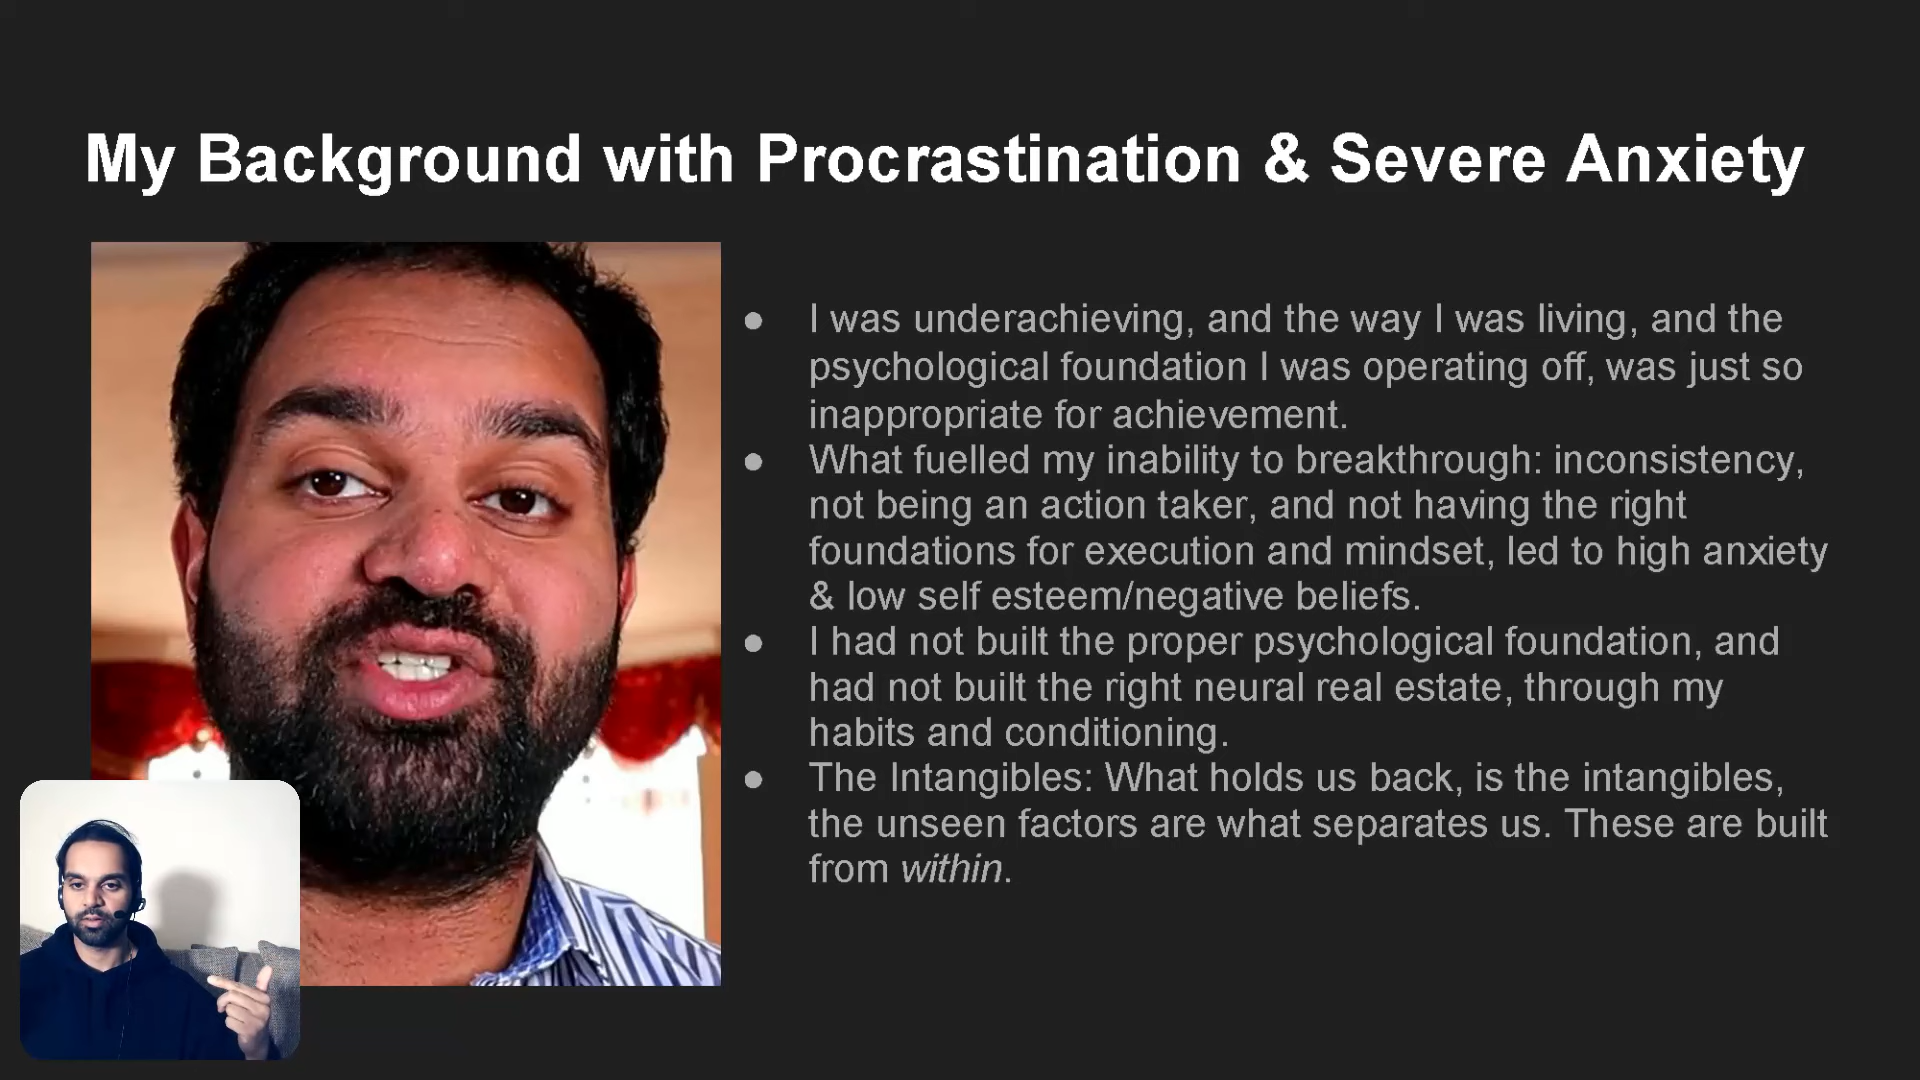 My Background with Procrastination & Severe Anxiety
● I was underachieving, and the way I was living, and the
psychological foundation I was operating off, was just so
inappropriate for achievement.
● What fuelled my inability to breakthrough: inconsistency,
not being an action taker, and not having the right
foundations for execution and mindset, led to high anxiety
& low self esteem/negative beliefs.
● I had not built the proper psychological foundation, and
had not built the right neural real estate, through my
habits and conditioning.
● The Intangibles: What holds us back, is the intangibles,
the unseen factors are what separates us. These are built
from within.